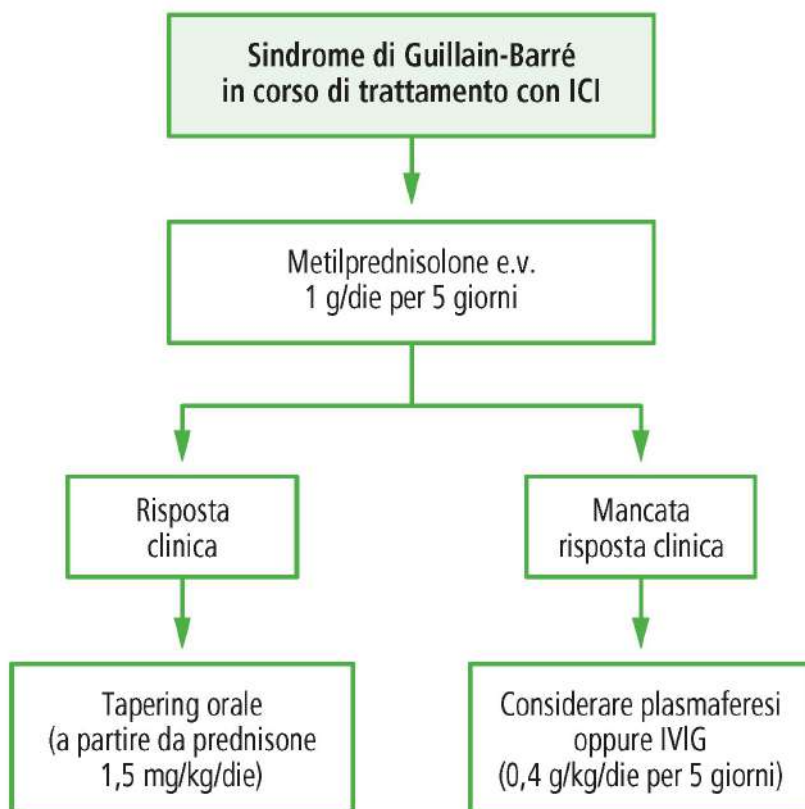 Sindrome di Guillain-Barré
in corso di trattamento con ICI
Metilprednisolone e.v.
1 g/die per 5 giorni
Risposta
clinica
Mancata
risposta clinica
Tapering orale
(a partire da prednisone
1,5 mg/kg/die)
Considerare plasmaferesi
oppure IVIG
(0,4 g/kg/die per 5 giorni)